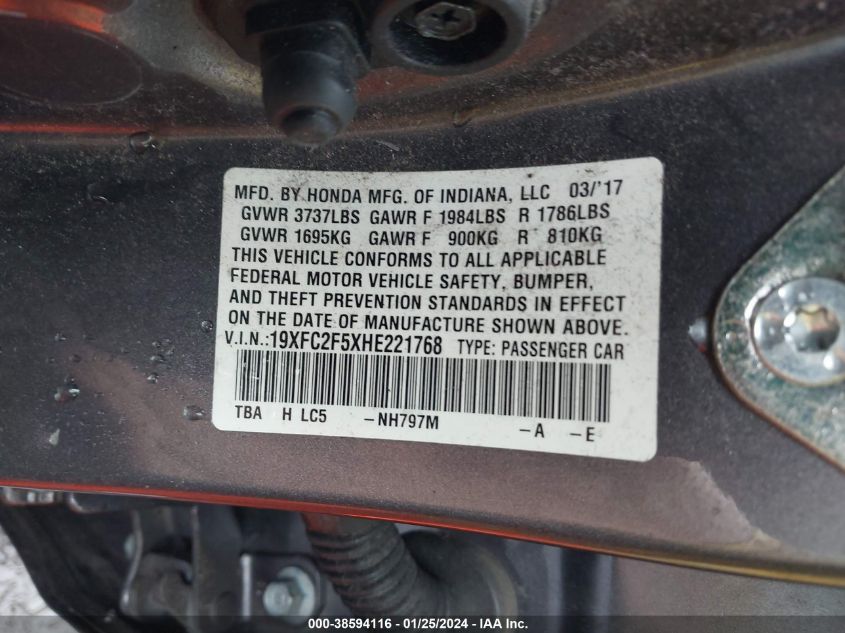 MFD. BY HONDA MFG. OF INDIANA, LLC 03/'17
GVWR 3737LBS GAWR F 1984LBS R 1786LBS
GVWR 1695KG GAWR F 900KG R 810KG
THIS VEHICLE CONFORMS TO ALL APPLICABLE
FEDERAL MOTOR VEHICLE SAFETY, BUMPER,
AND THEFT PREVENTION STANDARDS IN EFFECT
ON THE DATE OF MANUFACTURE SHOWN ABOVE.
V.I.N.:19XFC2F5XHE221768 TYPE: PASSENGER CAR
TBA H LC5 -NH797M -A -E
000-38594116 - 01/25/2024 - IAA Inc.